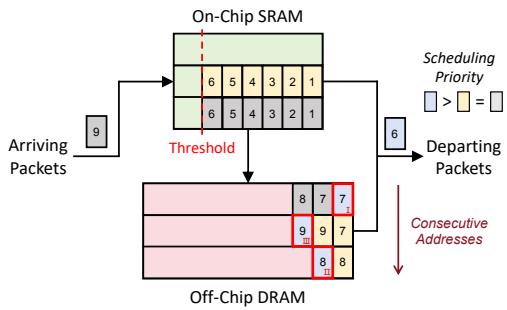 On-Chip SRAM
6 5 4 3 2 1
6 5 4 3 2 1
Threshold
9
Arriving
Packets
Scheduling
Priority
> =
6
Departing
Packets
8 7 7 I
9 III 9 7
8 II 8
Consecutive
Addresses
Off-Chip DRAM